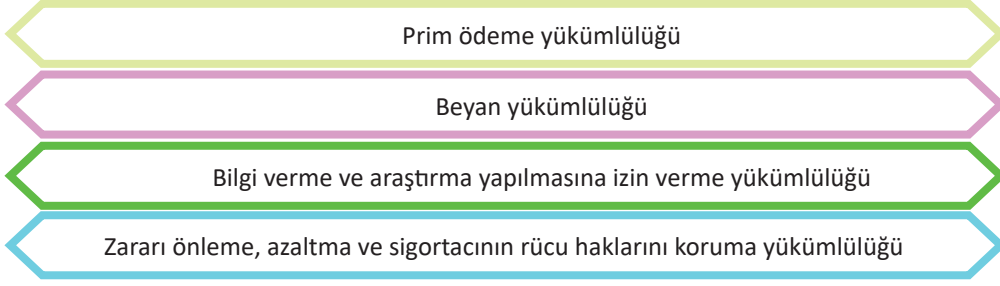 Prim ödeme yükümlülüğü
Beyan yükümlülüğü
Bilgi verme ve araştırma yapılmasına izin verme yükümlülüğü
Zararı önleme, azaltma ve sigortacının rücu haklarını koruma yükümlülüğü